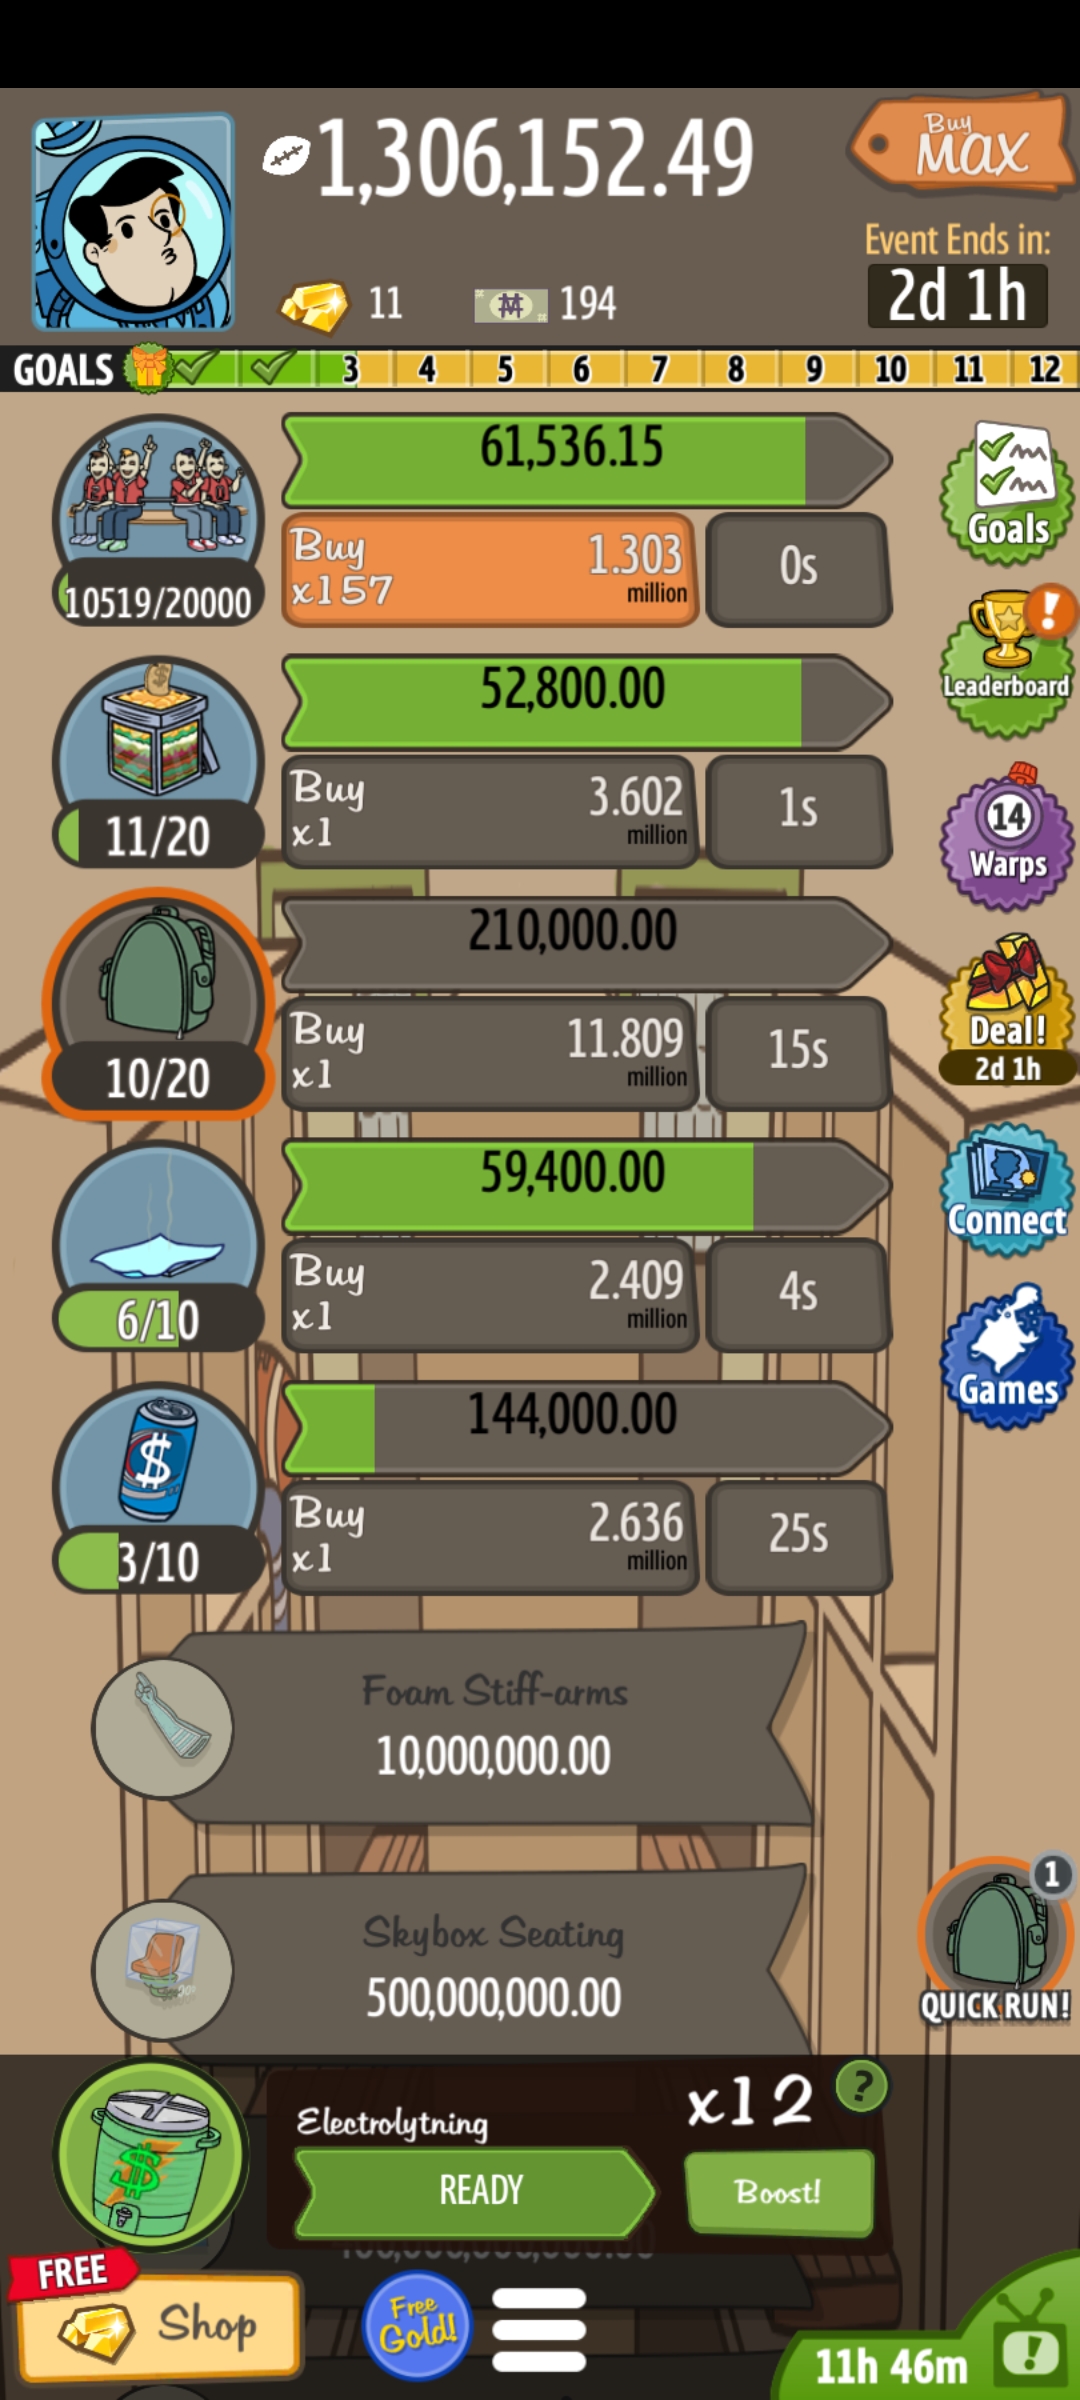 1,306,152.49
Buy
MAX
Event Ends in:
2d 1h
11
194
GOALS
3 4 5 6 7 8 9 10 11 12
61,536.15
10519/20000
Buy
x157
1.303
million
0s
Goals
52,800.00
11/20
Buy
x1
3.602
million
1s
Leaderboard
210,000.00
10/20
Buy
x1
11.809
million
15s
14
Warps
Deal!
2d 1h
59,400.00
6/10
Buy
x1
2.409
million
4s
Connect
144,000.00
3/10
Buy
x1
2.636
million
25s
Games
Foam Stiff-arms
10,000,000.00
Skybox Seating
500,000,000.00
1
QUICK RUN!
Electrolytning
x12
?
READY
Boost!
FREE
Shop
Free
Gold!
11h 46m